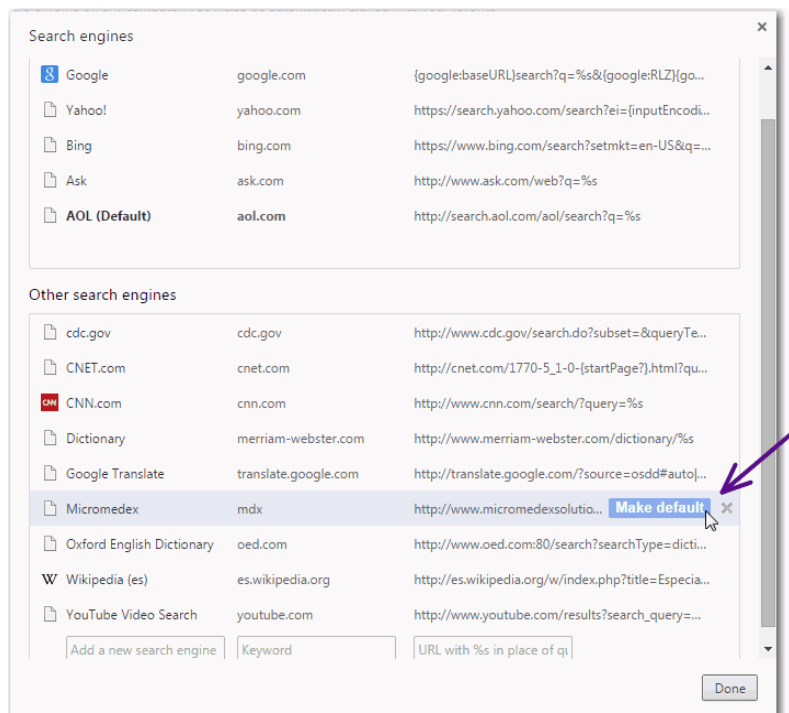 Search engines
Google google.com {google:baseURL}search?q=%s&{google:RLZ}{go...
Yahoo! yahoo.com https://search.yahoo.com/search?ei={inputEncodi...
Bing bing.com https://www.bing.com/search?setmkt=en-US&q=...
Ask ask.com http://www.ask.com/web?q=%s
AOL (Default) aol.com http://search.aol.com/aol/search?q=%s
Other search engines
cdc.gov cdc.gov http://www.cdc.gov/search.do?subset=&queryTe...
CNET.com cnet.com http://cnet.com/1770-5_1-0-{startPage?}.html?qu...
CNN CNN.com cnn.com http://www.cnn.com/search/?query=%s
Dictionary merriam-webster.com http://www.merriam-webster.com/dictionary/%s
Google Translate translate.google.com http://translate.google.com/?source=osdd#auto|...
Micromedex mdx http://www.micromedexsolutio... Make default
Oxford English Dictionary oed.com http://www.oed.com:80/search?searchType=dicti...
W Wikipedia (es) es.wikipedia.org http://es.wikipedia.org/w/index.php?title=Especia...
YouTube Video Search youtube.com http://www.youtube.com/results?search_query=...
Add a new search engine Keyword URL with %s in place of qu
Done